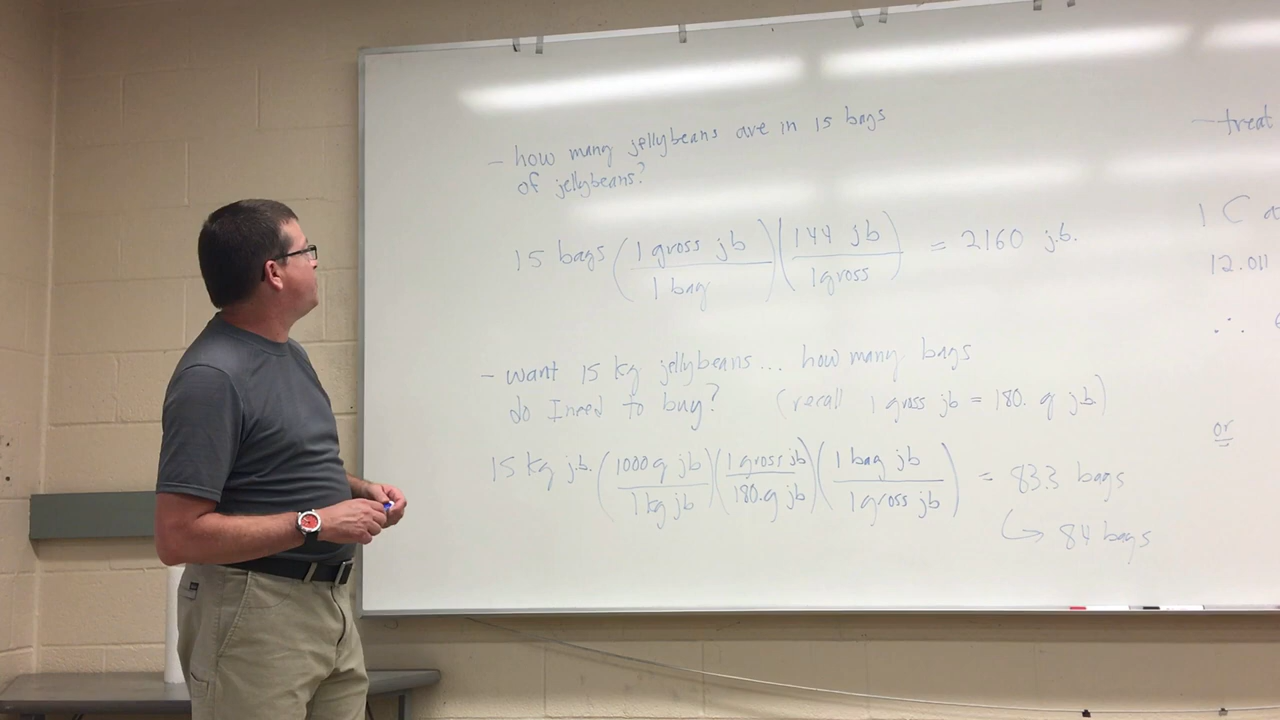 - how many jellybeans are in 15 bags
of jellybeans?
15 bags (1 gross jb / 1 bag) (144 jb / 1 gross) = 2160 j.b.
- want 15 kg jellybeans... how many bags
do I need to buy? (recall 1 gross jb = 180. g jb)
15 kg j.b. (1000 g jb / 1 kg jb) (1 gross jb / 180. g jb) (1 bag jb / 1 gross jb) = 83.3 bags
↳ 84 bags
- treat
1 C
12.011
∴
or